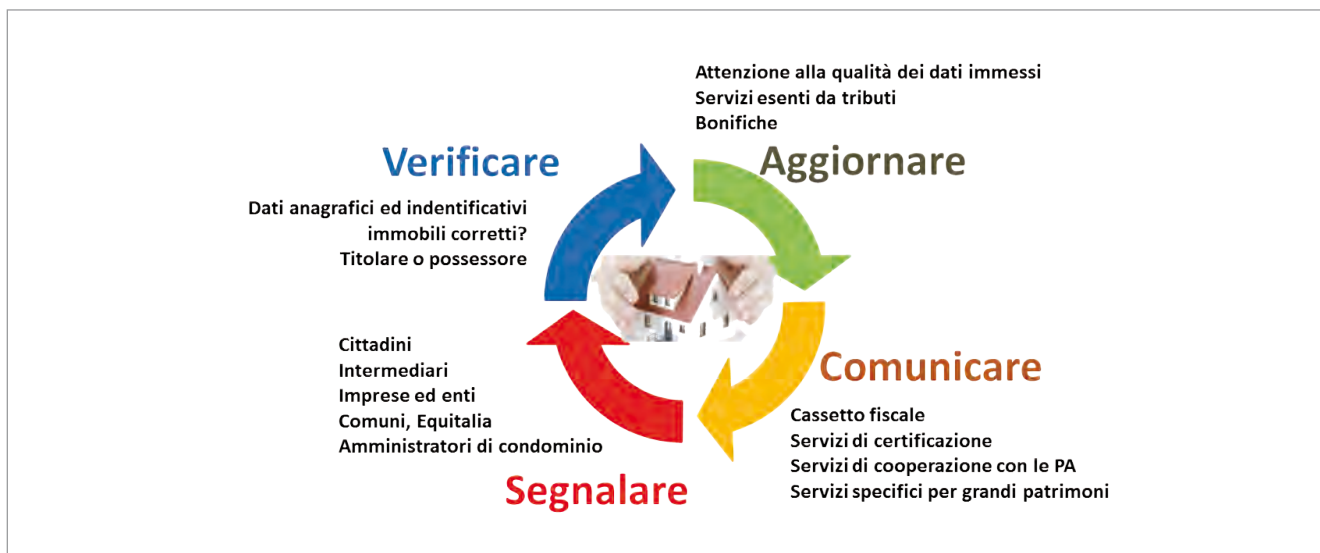 Attenzione alla qualità dei dati immessi
Servizi esenti da tributi
Bonifiche
Aggiornare
Verificare
Dati anagrafici ed indentificativi
immobili corretti?
Titolare o possessore
Comunicare
Cassetto fiscale
Servizi di certificazione
Servizi di cooperazione con le PA
Servizi specifici per grandi patrimoni
Cittadini
Intermediari
Imprese ed enti
Comuni, Equitalia
Amministratori di condominio
Segnalare